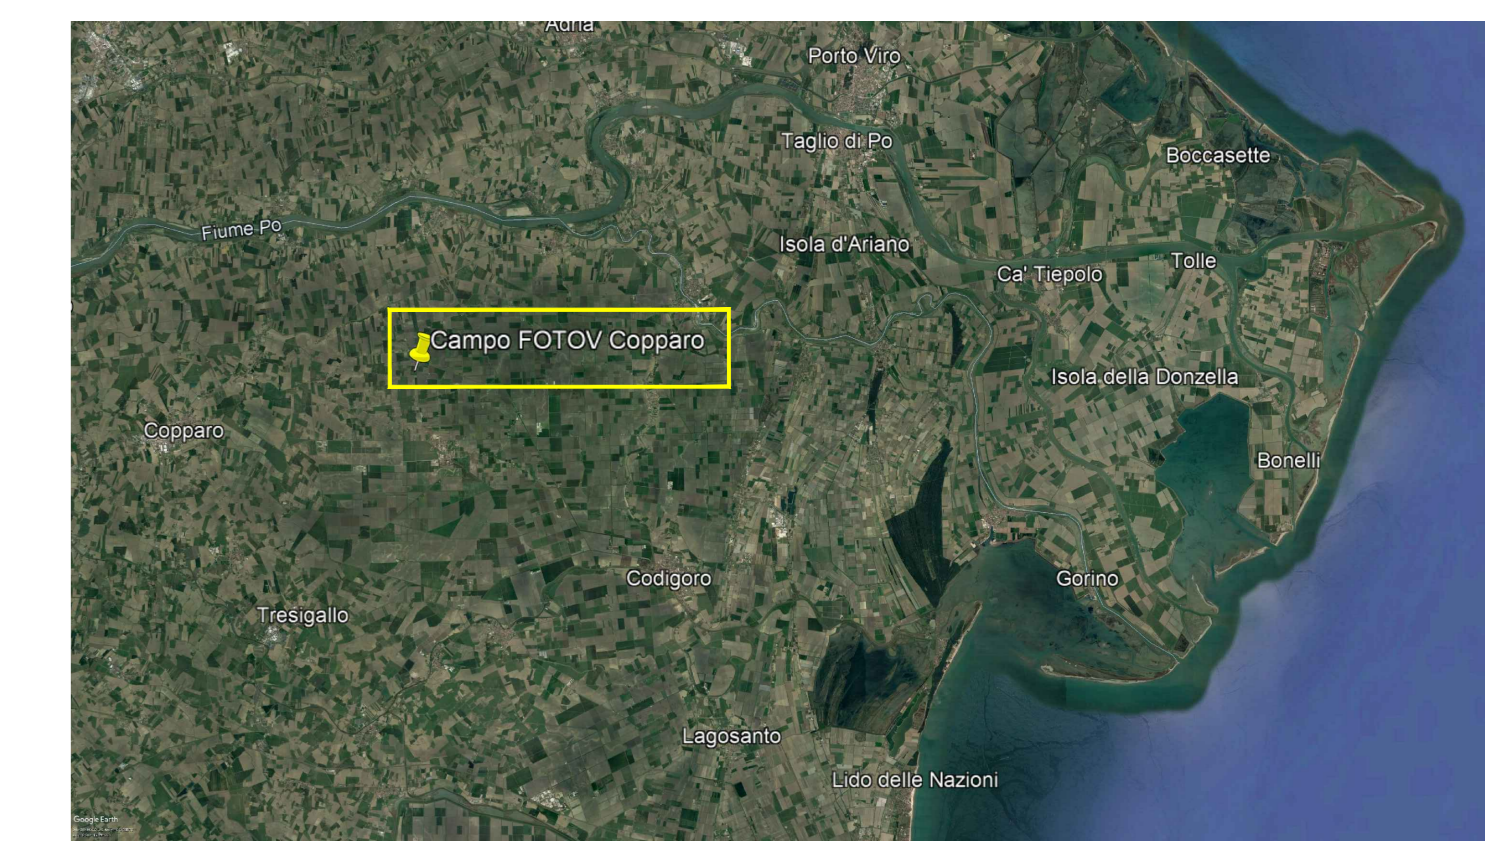 Adria
Porto Viro
Taglio di Po
Boccasette
Fiume Po
Isola d'Ariano
Tolle
Ca' Tiepolo
Campo FOTOV Copparo
Isola della Donzella
Copparo
Bonelli
Codigoro
Gorino
Tresigallo
Lagosanto
Lido delle Nazioni
Google Earth